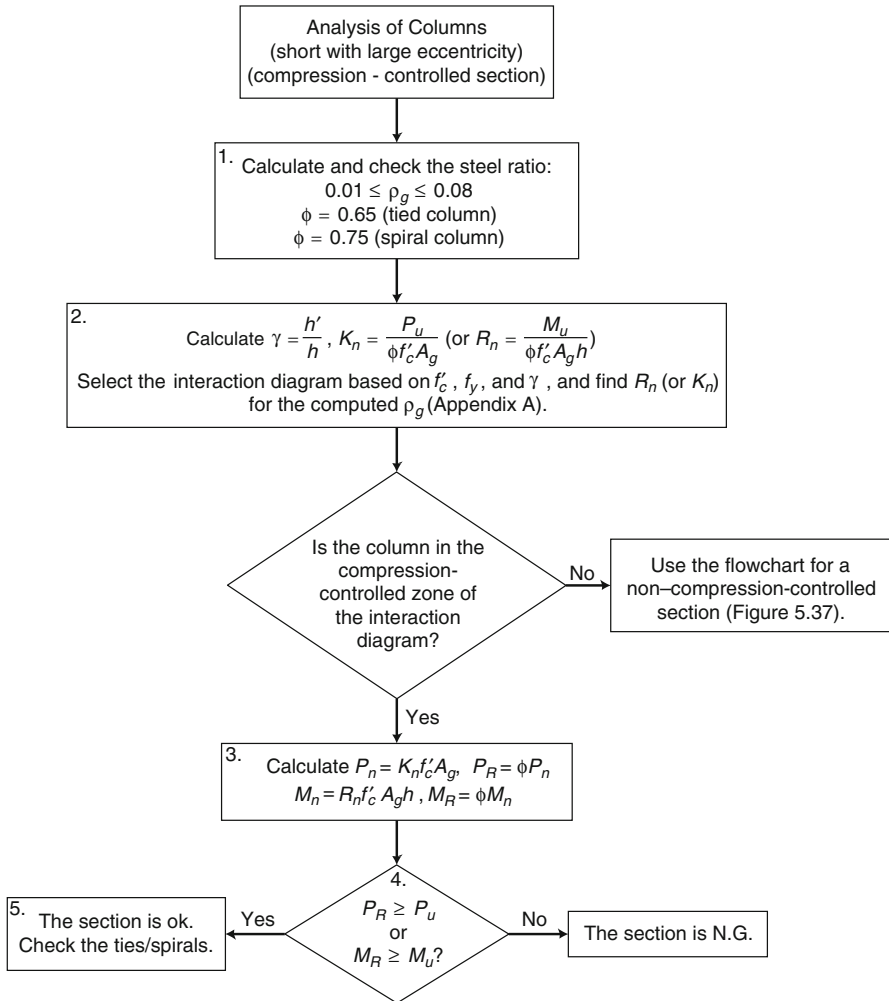 Analysis of Columns
(short with large eccentricity)
(compression - controlled section)
1.
Calculate and check the steel ratio:
0.01 ≤ ρg ≤ 0.08
ϕ = 0.65 (tied column)
ϕ = 0.75 (spiral column)
2.
Calculate γ = h′/h , Kn = Pu/(ϕf′cAg) (or Rn = Mu/(ϕf′cAgh))
Select the interaction diagram based on f′c , fy, and γ , and find Rn (or Kn)
for the computed ρg (Appendix A).
Is the column in the
compression-
controlled zone of
the interaction
diagram?
No
Use the flowchart for a
non–compression-controlled
section (Figure 5.37).
Yes
3.
Calculate Pn = Knf′cAg, PR = ϕPn
Mn = Rnf′c Agh , MR = ϕMn
4.
PR ≥ Pu
or
MR ≥ Mu?
Yes
5.
The section is ok.
Check the ties/spirals.
No
The section is N.G.